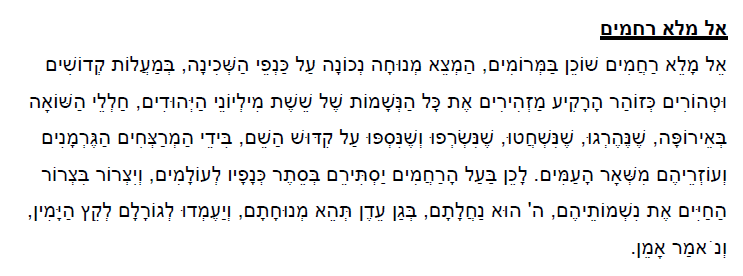 אל מלא רחמים
אֵל מָלֵא רַחֲמִים שׁוֹכֵן בַּמְּרוֹמִים, הַמְצֵא מְנוּחָה נְכוֹנָה עַל כַּנְפֵי הַשְּׁכִינָה, בְּמַעֲלוֹת קְדוֹשִׁים
וּטְהוֹרִים כְּזוֹהַר הָרָקִיע מַזְהִירִים אֶת כָּל הַנְּשָׁמוֹת שֶׁל שֵׁשֶׁת מִילְיוֹנֵי הַיְּהוּדִים, חַלְלֵי הַשּׁוֹאָה
בְּאֵירוֹפָּה, שֶׁנֶּהֶרְגוּ, שֶׁנִּשְׁחטוּ, שֶׁנִּשְׂרְפוּ וְשֶׁנִּסְפּוּ עַל קִדּוּשׁ הַשֵּׁם, בִּידֵי הַמְרַצְּחִים הַגֶּרְמָנִים
וְעוֹזְרֵיהֶם מִשְּׁאָר הָעַמִּים. לָכֵן בַּעַל הָרַחֲמִים יַסְתִּירֵם בְּסֵתֶר כְּנָפָיו לְעוֹלָמִים, וְיִצְרוֹר בִּצְרוֹר
הַחַיִּים אֶת נִשְׁמוֹתֵיהֶם, ה' הוּא נַחֲלָתָם, בְּגַן עֵדֶן תְּהֵא מְנוּחָתָם, וְיַעֲמְדוּ לְגוֹרָלָם לְקֵץ הַיָּמִין,
וְנֹאמַר אָמֵן.